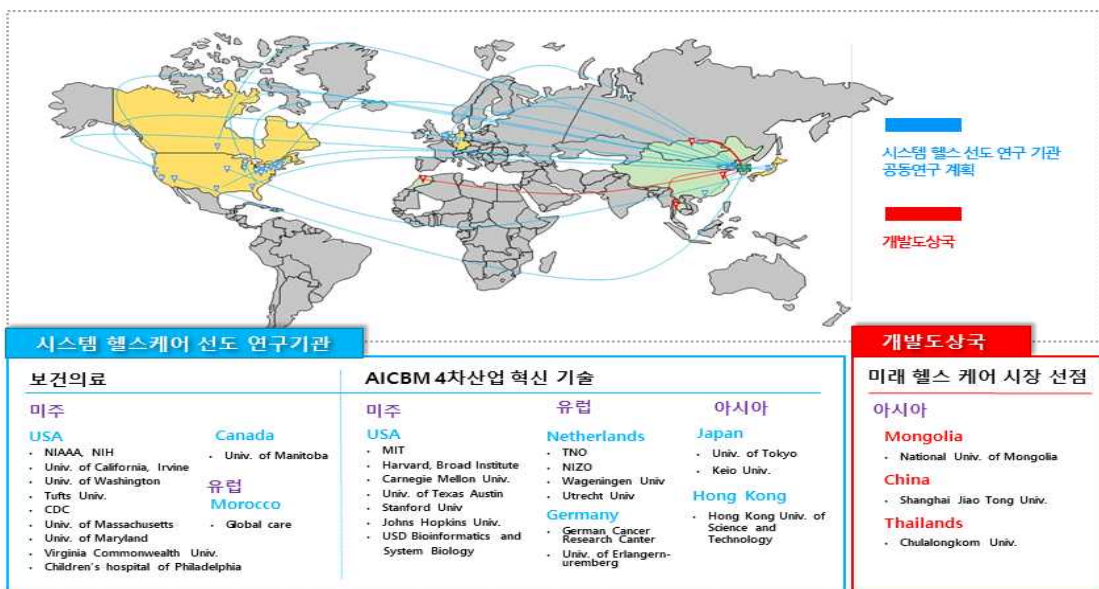 시스템 헬스 선도 연구 기관
공동연구 계획
개발도상국
시스템 헬스케어 선도 연구기관
보건의료
미주
USA
• NIAAA, NIH
• Univ. of California, Irvine
• Univ. of Washington
• Tufts Univ.
• CDC
• Univ. of Massachusetts
• Univ. of Maryland
• Virginia Commonwealth Univ.
• Children's hospital of Philadelphia
Canada
• Univ. of Manitoba
유럽
Morocco
• Global care
AICBM 4차산업 혁신 기술
미주
USA
• MIT
• Harvard, Broad Institute
• Carnegie Mellon Univ.
• Univ. of Texas Austin
• Stanford Univ
• Johns Hopkins Univ.
• USD Bioinformatics and
System Biology
유럽
Netherlands
• TNO
• NIZO
• Wageningen Univ
• Utrecht Univ
Germany
• German Cancer
Research Canter
• Univ. of Erlangern-
uremberg
아시아
Japan
• Univ. of Tokyo
• Keio Univ.
Hong Kong
• Hong Kong Univ. of
Science and
Technology
개발도상국
미래 헬스 케어 시장 선점
아시아
Mongolia
• National Univ. of Mongolia
China
• Shanghai Jiao Tong Univ.
Thailands
• Chulalongkom Univ.